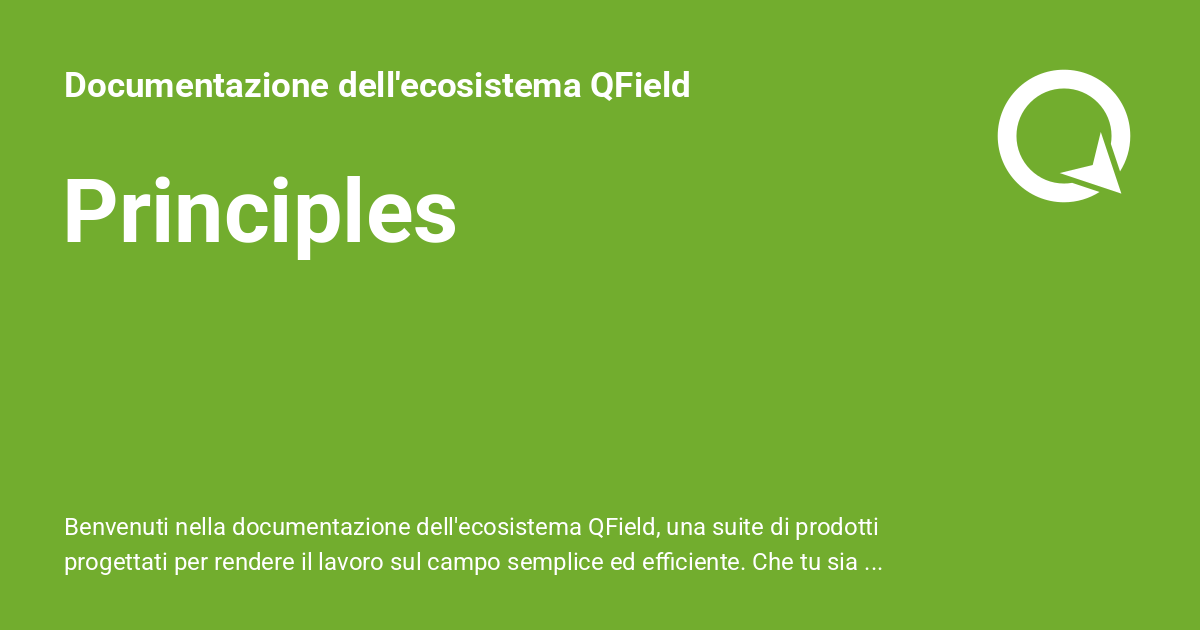 Documentazione dell'ecosistema QField
Principles
Benvenuti nella documentazione dell'ecosistema QField, una suite di prodotti
progettati per rendere il lavoro sul campo semplice ed efficiente. Che tu sia ...